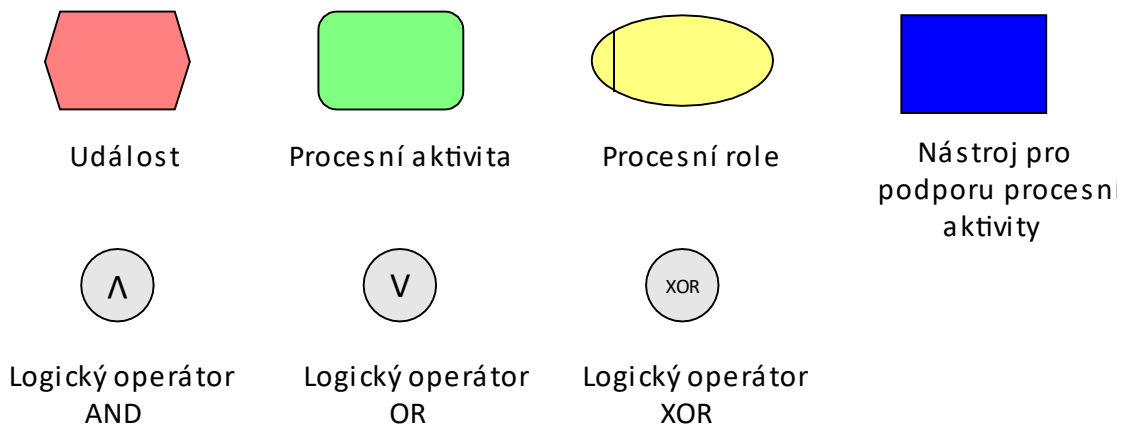 Událost
Procesní aktivita
Procesní role
Nástroj pro
podporu procesní
aktivity
Λ
V
XOR
Logický operátor
AND
Logický operátor
OR
Logický operátor
XOR